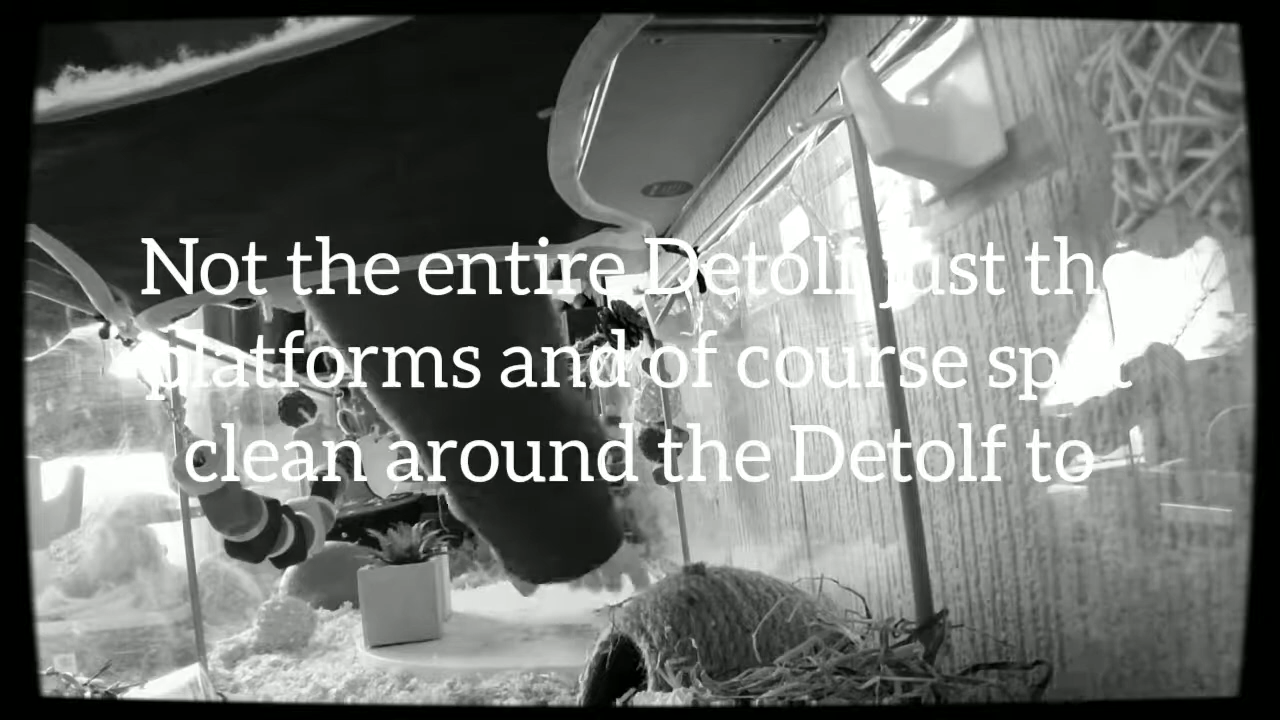 Not the entire Detolf just the
platforms and of course spot
clean around the Detolf to